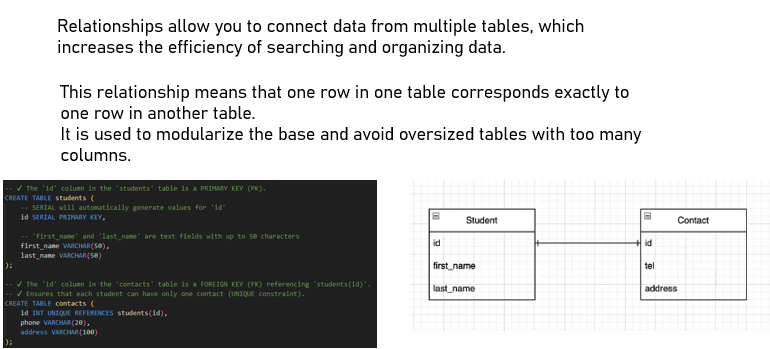 Relationships allow you to connect data from multiple tables, which
increases the efficiency of searching and organizing data.
This relationship means that one row in one table corresponds exactly to
one row in another table.
It is used to modularize the base and avoid oversized tables with too many
columns.
-- ✓ The 'id' column in the 'students' table is a PRIMARY KEY (PK).
CREATE TABLE students (
-- SERIAL will automatically generate values for 'id'
id SERIAL PRIMARY KEY,
-- 'first_name' and 'last_name' are text fields with up to 50 characters
first_name VARCHAR(50),
last_name VARCHAR(50)
);
-- ✓ The 'id' column in the 'contacts' table is a FOREIGN KEY (FK) referencing 'students(id)'.
-- ✓ Ensures that each student can have only one contact (UNIQUE constraint).
CREATE TABLE contacts (
id INT UNIQUE REFERENCES students(id),
phone VARCHAR(20),
address VARCHAR(100)
);
Student
id
first_name
last_name
Contact
id
tel
address